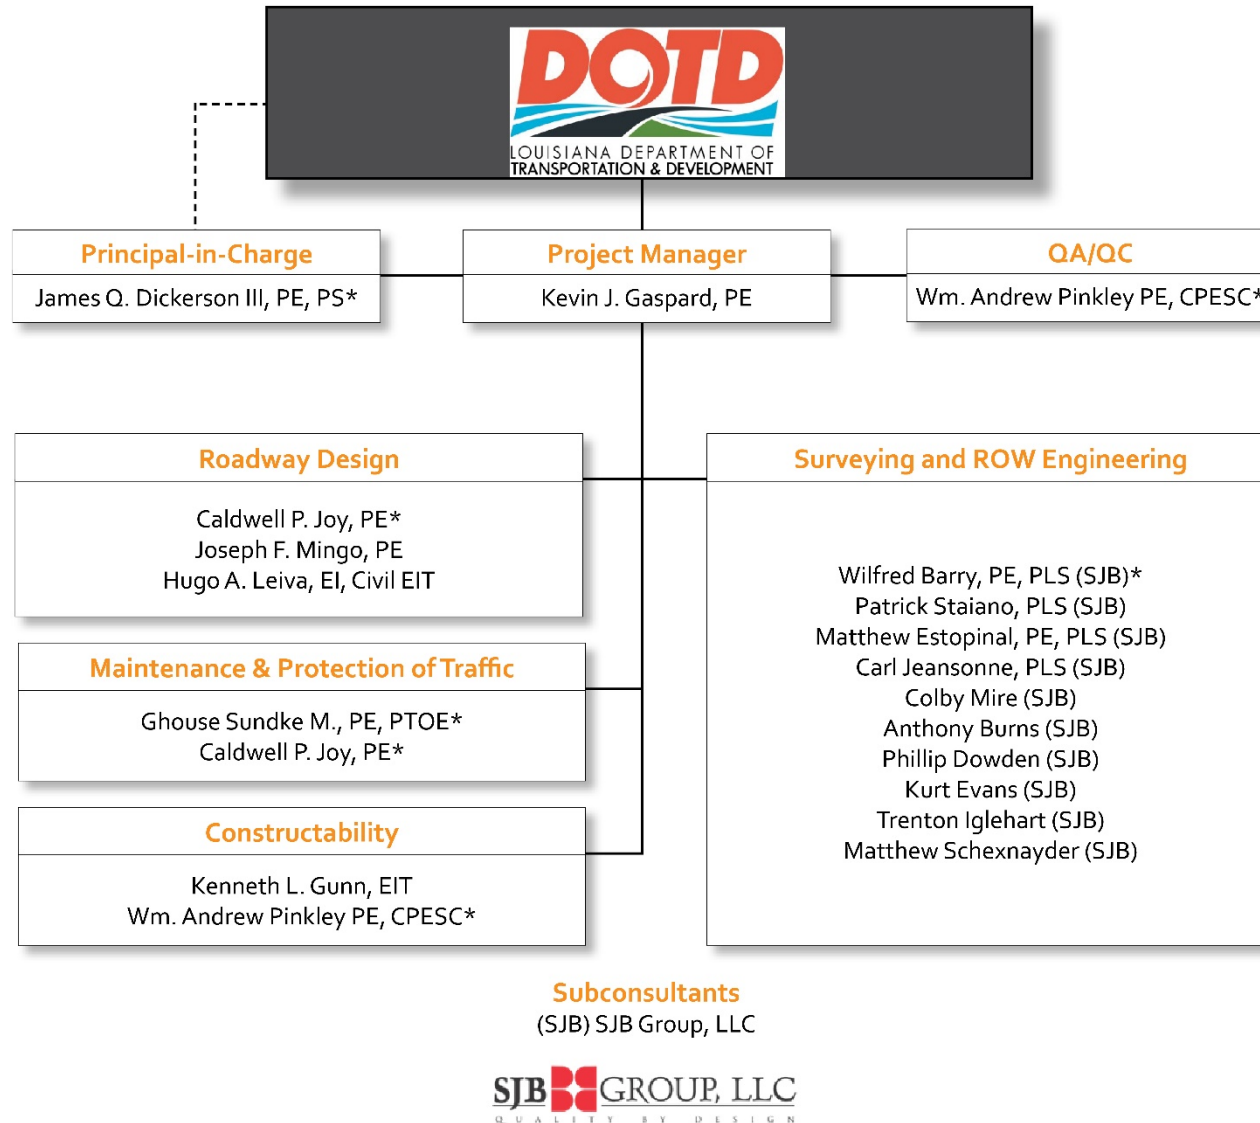 DOTD
LOUISIANA DEPARTMENT OF
TRANSPORTATION & DEVELOPMENT
Principal-in-Charge
James Q. Dickerson III, PE, PS*
Project Manager
Kevin J. Gaspard, PE
QA/QC
Wm. Andrew Pinkley PE, CPESC*
Roadway Design
Caldwell P. Joy, PE*
Joseph F. Mingo, PE
Hugo A. Leiva, EI, Civil EIT
Maintenance & Protection of Traffic
Ghouse Sundke M., PE, PTOE*
Caldwell P. Joy, PE*
Constructability
Kenneth L. Gunn, EIT
Wm. Andrew Pinkley PE, CPESC*
Surveying and ROW Engineering
Wilfred Barry, PE, PLS (SJB)*
Patrick Staiano, PLS (SJB)
Matthew Estopinal, PE, PLS (SJB)
Carl Jeansonne, PLS (SJB)
Colby Mire (SJB)
Anthony Burns (SJB)
Phillip Dowden (SJB)
Kurt Evans (SJB)
Trenton Iglehart (SJB)
Matthew Schexnayder (SJB)
Subconsultants
(SJB) SJB Group, LLC
SJB GROUP, LLC
QUALITY BY DESIGN